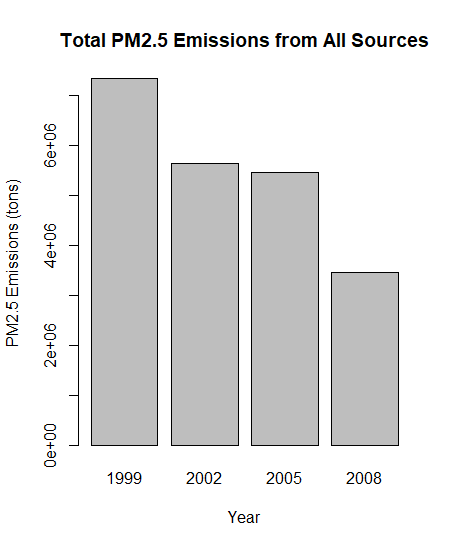 Total PM2.5 Emissions from All Sources
PM2.5 Emissions (tons)
6e+06
4e+06
2e+06
0e+00
1999 2002 2005 2008
Year